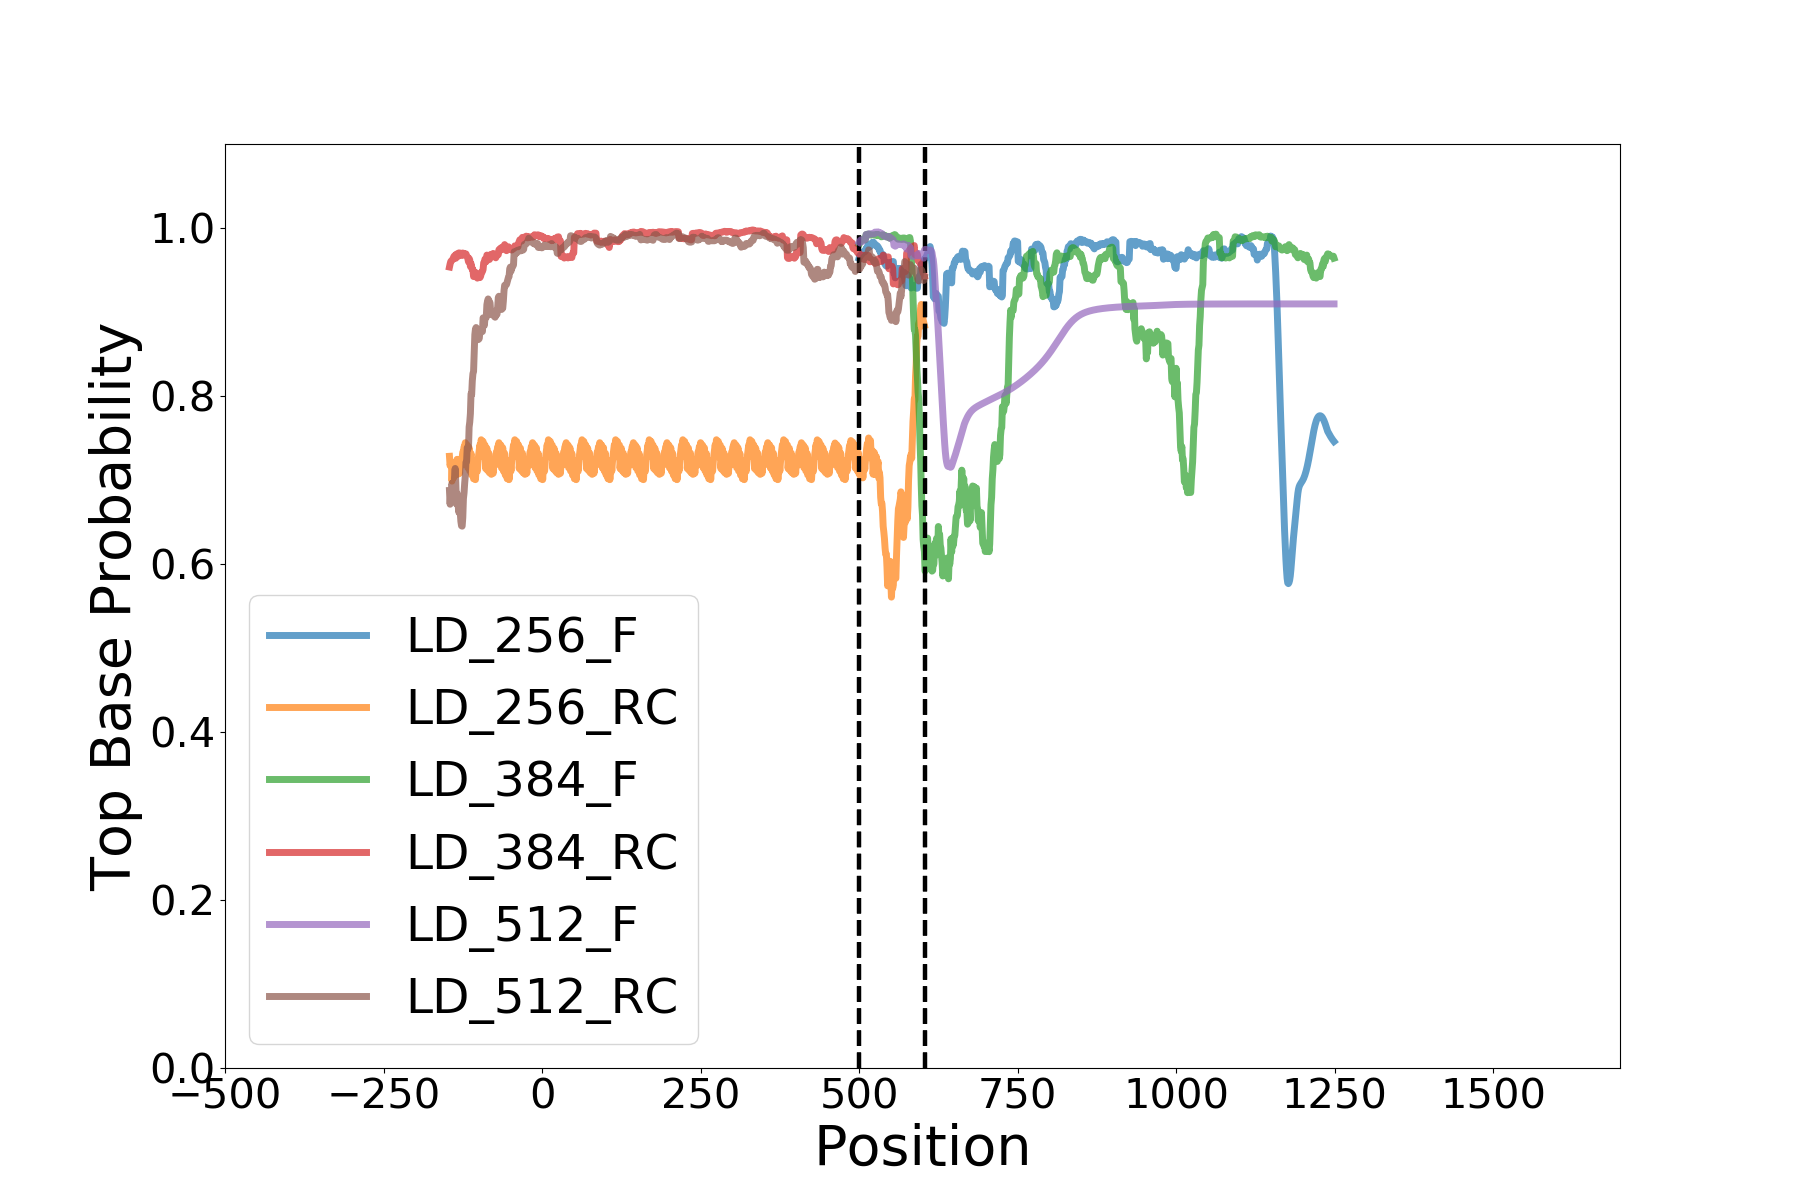 1.0
0.8
0.6
0.4
0.2
0.0
Top Base Probability
LD_256_F
LD_256_RC
LD_384_F
LD_384_RC
LD_512_F
LD_512_RC
−500 −250 0 250 500 750 1000 1250 1500
Position